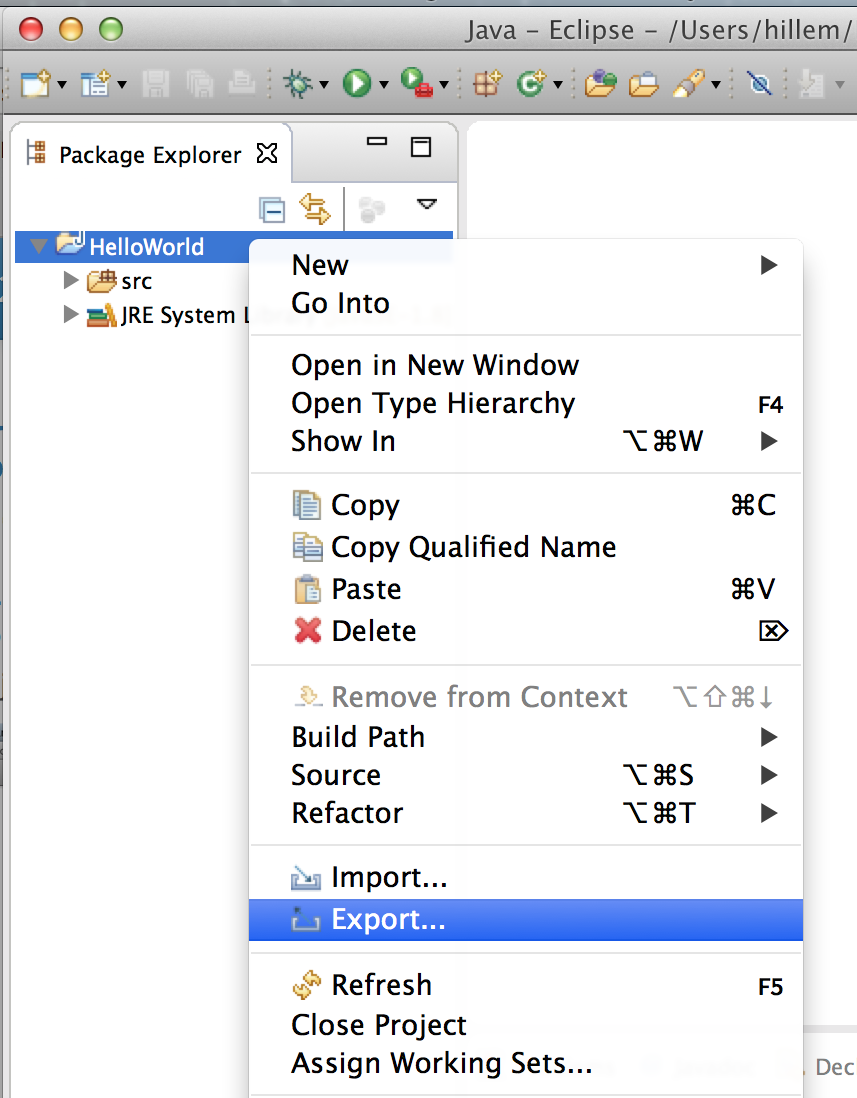 Java – Eclipse – /Users/hillem/
Package Explorer
HelloWorld
src
JRE System
New
Go Into
Open in New Window
Open Type Hierarchy F4
Show In ⌥⌘W
Copy ⌘C
Copy Qualified Name
Paste ⌘V
Delete ⌦
Remove from Context ⌥⇧⌘↓
Build Path
Source ⌥⌘S
Refactor ⌥⌘T
Import...
Export...
Refresh F5
Close Project
Assign Working Sets...
Dec